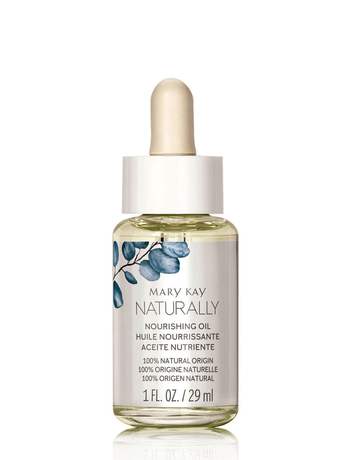 MARY KAY
NATURALLY
NOURISHING OIL
HUILE NOURRISSANTE
ACEITE NUTRIENTE
100% NATURAL ORIGIN
100% ORIGINE NATURELLE
100% ORIGEN NATURAL
1 FL. OZ. / 29 ml